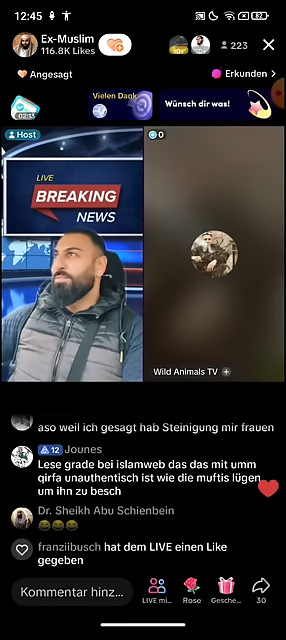 12:45
82
Ex-Muslim
116.8K Likes
223
Angesagt
Erkunden >
02:13
Vielen Dank
Wünsch dir was!
Host
0
LIVE
BREAKING
NEWS
Wild Animals TV +
aso weil ich gesagt hab Steinigung mir frauen
12 Jounes
Lese grade bei islamweb das das mit umm
qirfa unauthentisch ist wie die muftis lügen
um ihn zu besch
Dr. Sheikh Abu Schienbein
franziibusch hat dem LIVE einen Like
gegeben
Kommentar hinz...
LIVE mi...
Rose
Gesche...
30